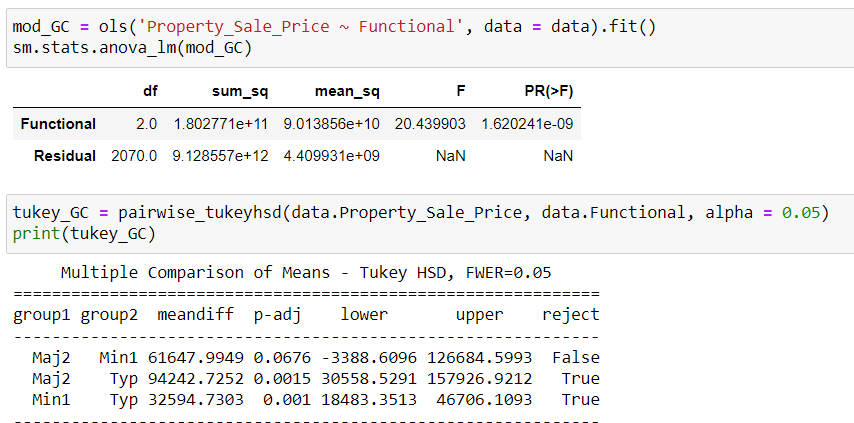 mod_GC = ols('Property_Sale_Price ~ Functional', data = data).fit()
sm.stats.anova_lm(mod_GC)
df sum_sq mean_sq F PR(>F)
Functional 2.0 1.802771e+11 9.013856e+10 20.439903 1.620241e-09
Residual 2070.0 9.128557e+12 4.409931e+09 NaN NaN
tukey_GC = pairwise_tukeyhsd(data.Property_Sale_Price, data.Functional, alpha = 0.05)
print(tukey_GC)
Multiple Comparison of Means - Tukey HSD, FWER=0.05
============================================================
group1 group2 meandiff p-adj lower upper reject
------------------------------------------------------------
Maj2 Min1 61647.9949 0.0676 -3388.6096 126684.5993 False
Maj2 Typ 94242.7252 0.0015 30558.5291 157926.9212 True
Min1 Typ 32594.7303 0.001 18483.3513 46706.1093 True
------------------------------------------------------------